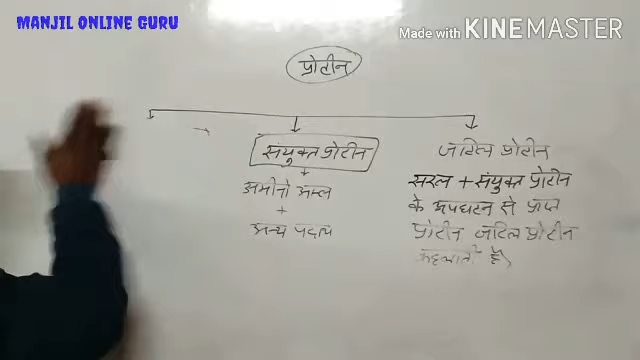 MANJIL ONLINE GURU
Made with KINEMASTER
प्रोटीन
संयुक्त प्रोटीन
जटिल प्रोटीन
अमीनो अम्ल
+
अन्य पदार्थ
सरल + संयुक्त प्रोटीन
के अपघटन से प्राप्त
प्रोटीन जटिल प्रोटीन
कहलाती है